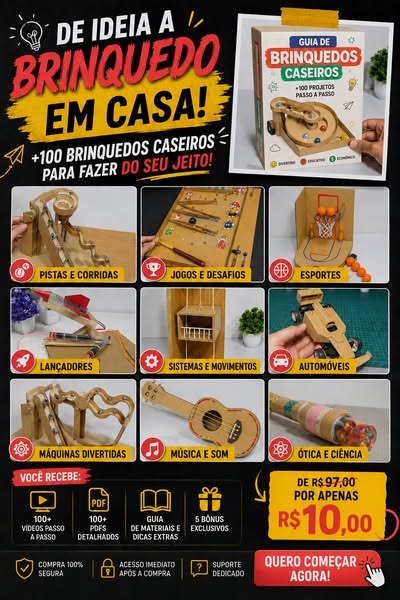 DE IDEIA A
BRINQUEDO
EM CASA!
+100 BRINQUEDOS CASEIROS
PARA FAZER DO SEU JEITO!
GUIA DE
BRINQUEDOS
CASEIROS
+100 PROJETOS
PASSO A PASSO
DIVERTIDO
EDUCATIVO
ECONÔMICO
PISTAS E CORRIDAS
JOGOS E DESAFIOS
ESPORTES
LANÇADORES
SISTEMAS E MOVIMENTOS
AUTOMÓVEIS
MÁQUINAS DIVERTIDAS
MÚSICA E SOM
ÓTICA E CIÊNCIA
VOCÊ RECEBE:
100+
VÍDEOS PASSO
A PASSO
PDF
100+
PDFS
DETALHADOS
GUIA
DE MATERIAIS E
DICAS EXTRAS
5 BÔNUS
EXCLUSIVOS
DE R$97,00
POR APENAS
R$10,00
COMPRA 100%
SEGURA
ACESSO IMEDIATO
APÓS A COMPRA
SUPORTE
DEDICADO
QUERO COMEÇAR
AGORA!